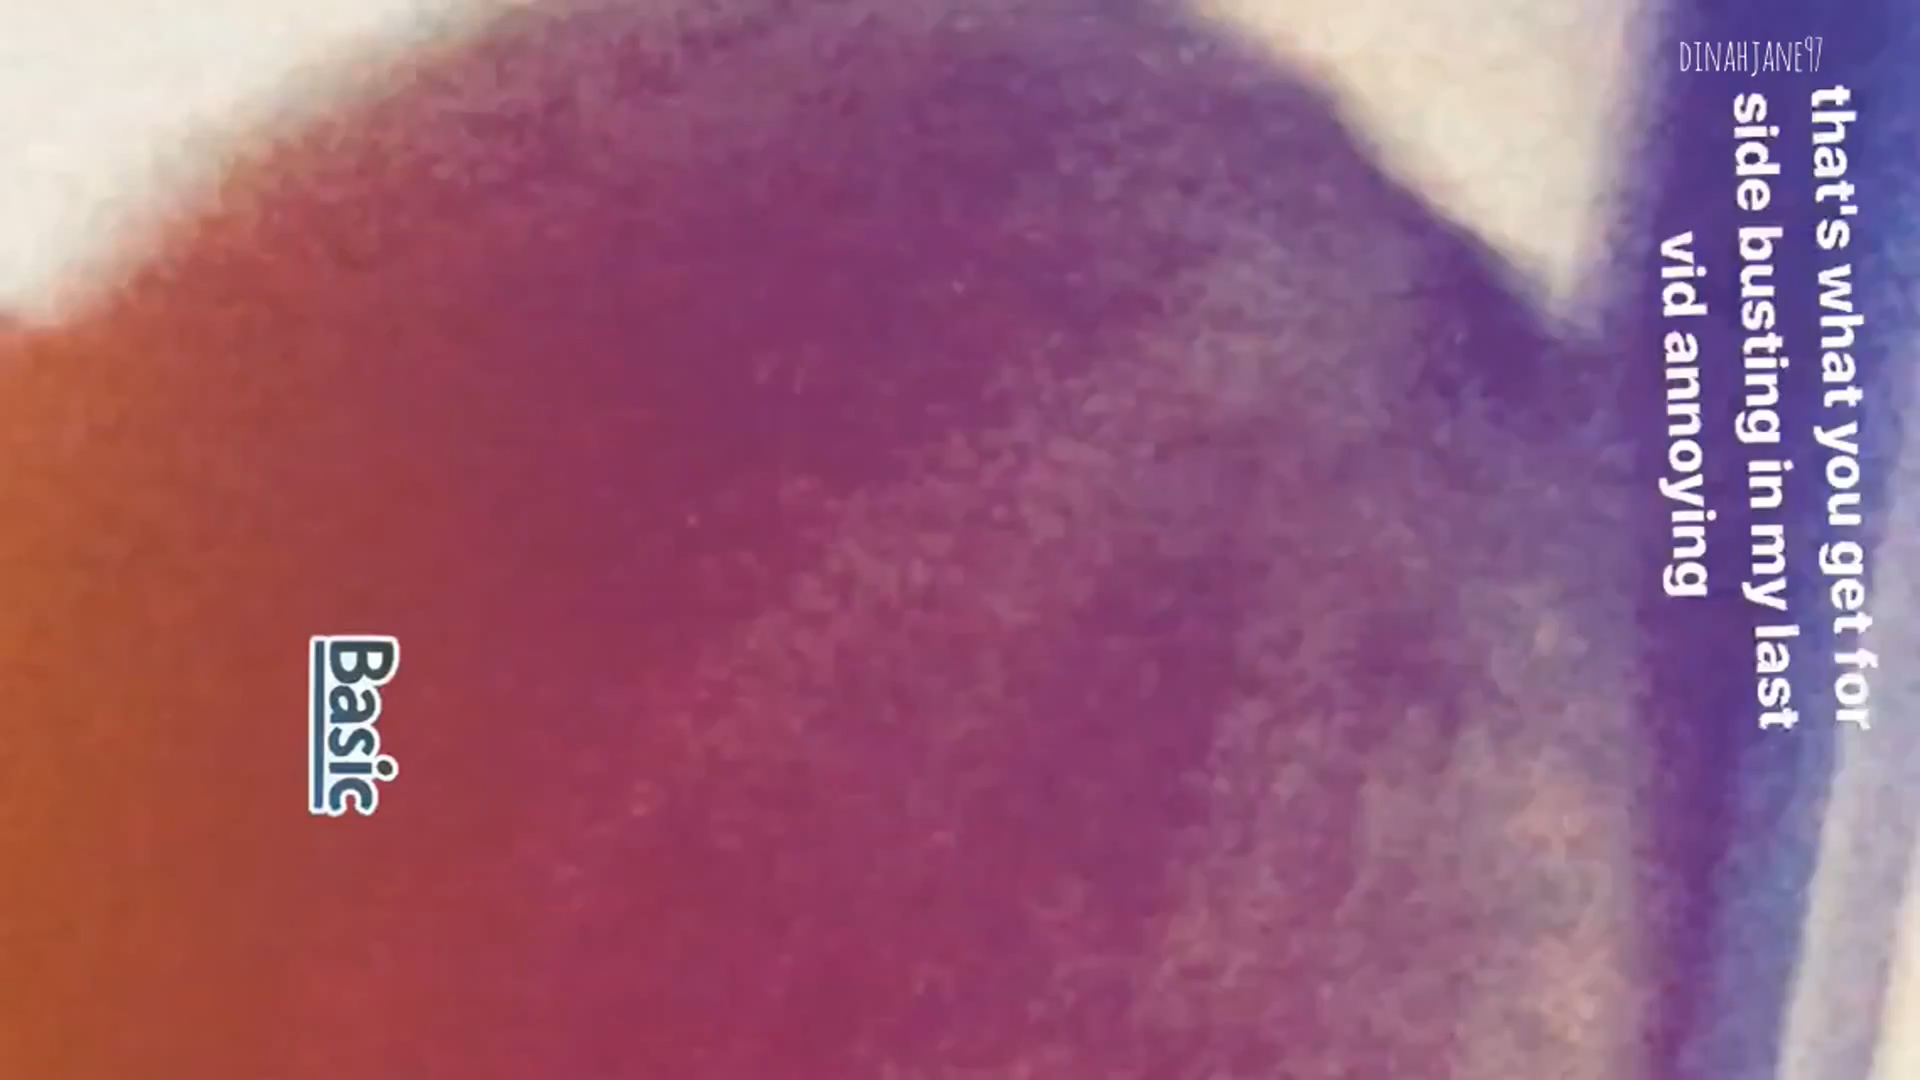 DINAHJANE97
that's what you get for
side busting in my last
vid annoying
Basic